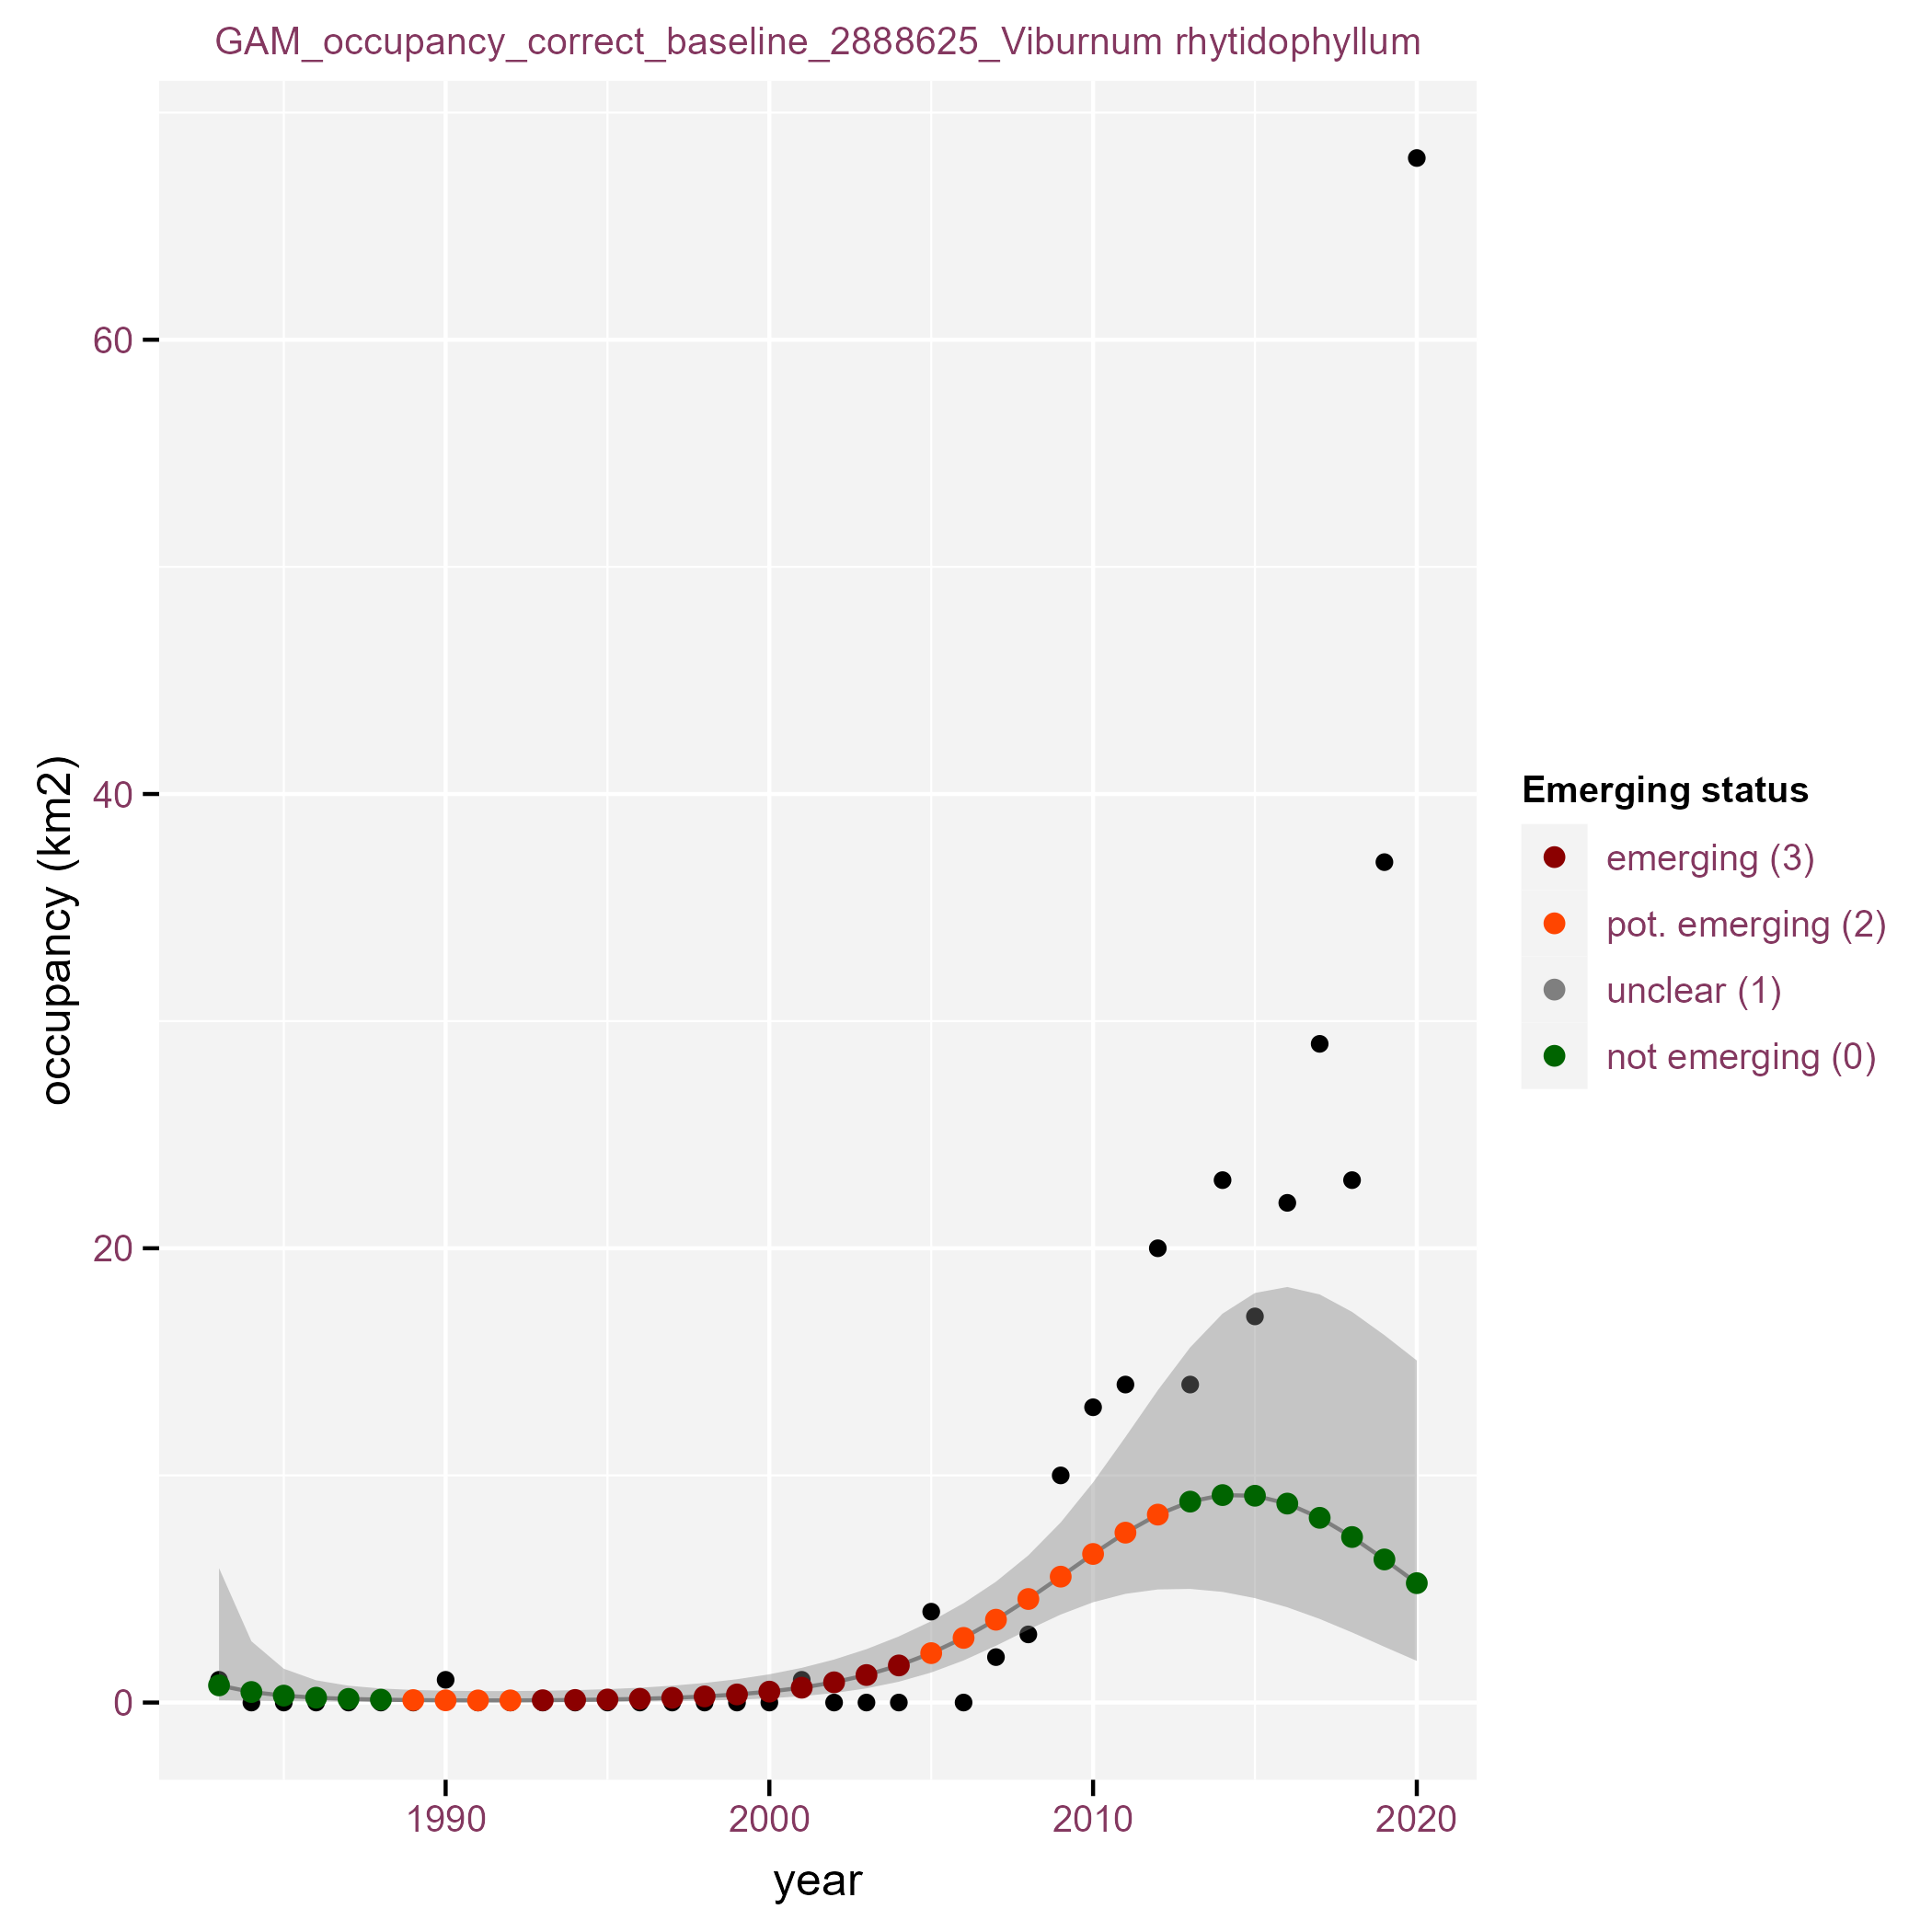 GAM_occupancy_correct_baseline_2888625_Viburnum rhytidophyllum
occupancy (km2)
60
40
20
0
1990
2000
2010
2020
year
Emerging status
emerging (3)
pot. emerging (2)
unclear (1)
not emerging (0)